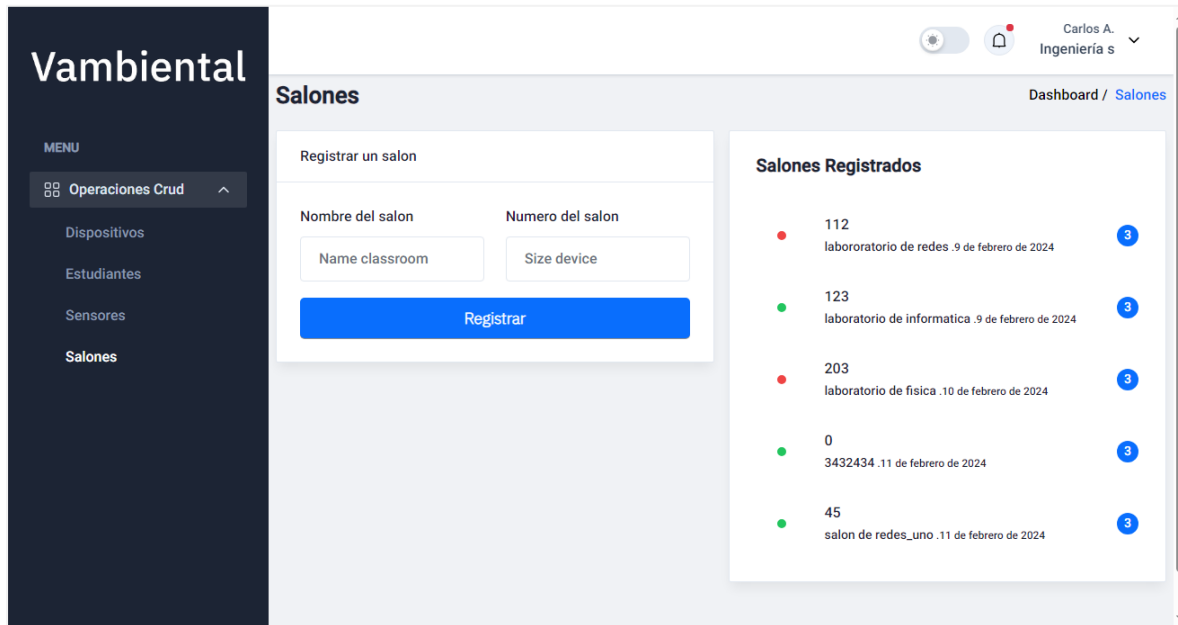 Vambiental
Carlos A.
Ingeniería s
Salones
Dashboard / Salones
MENU
Operaciones Crud
Dispositivos
Estudiantes
Sensores
Salones
Registrar un salon
Nombre del salon
Numero del salon
Name classroom
Size device
Registrar
Salones Registrados
112
3
labororatorio de redes .9 de febrero de 2024
123
3
laboratorio de informatica .9 de febrero de 2024
203
3
laboratorio de fisica .10 de febrero de 2024
0
3
3432434 .11 de febrero de 2024
45
3
salon de redes_uno .11 de febrero de 2024